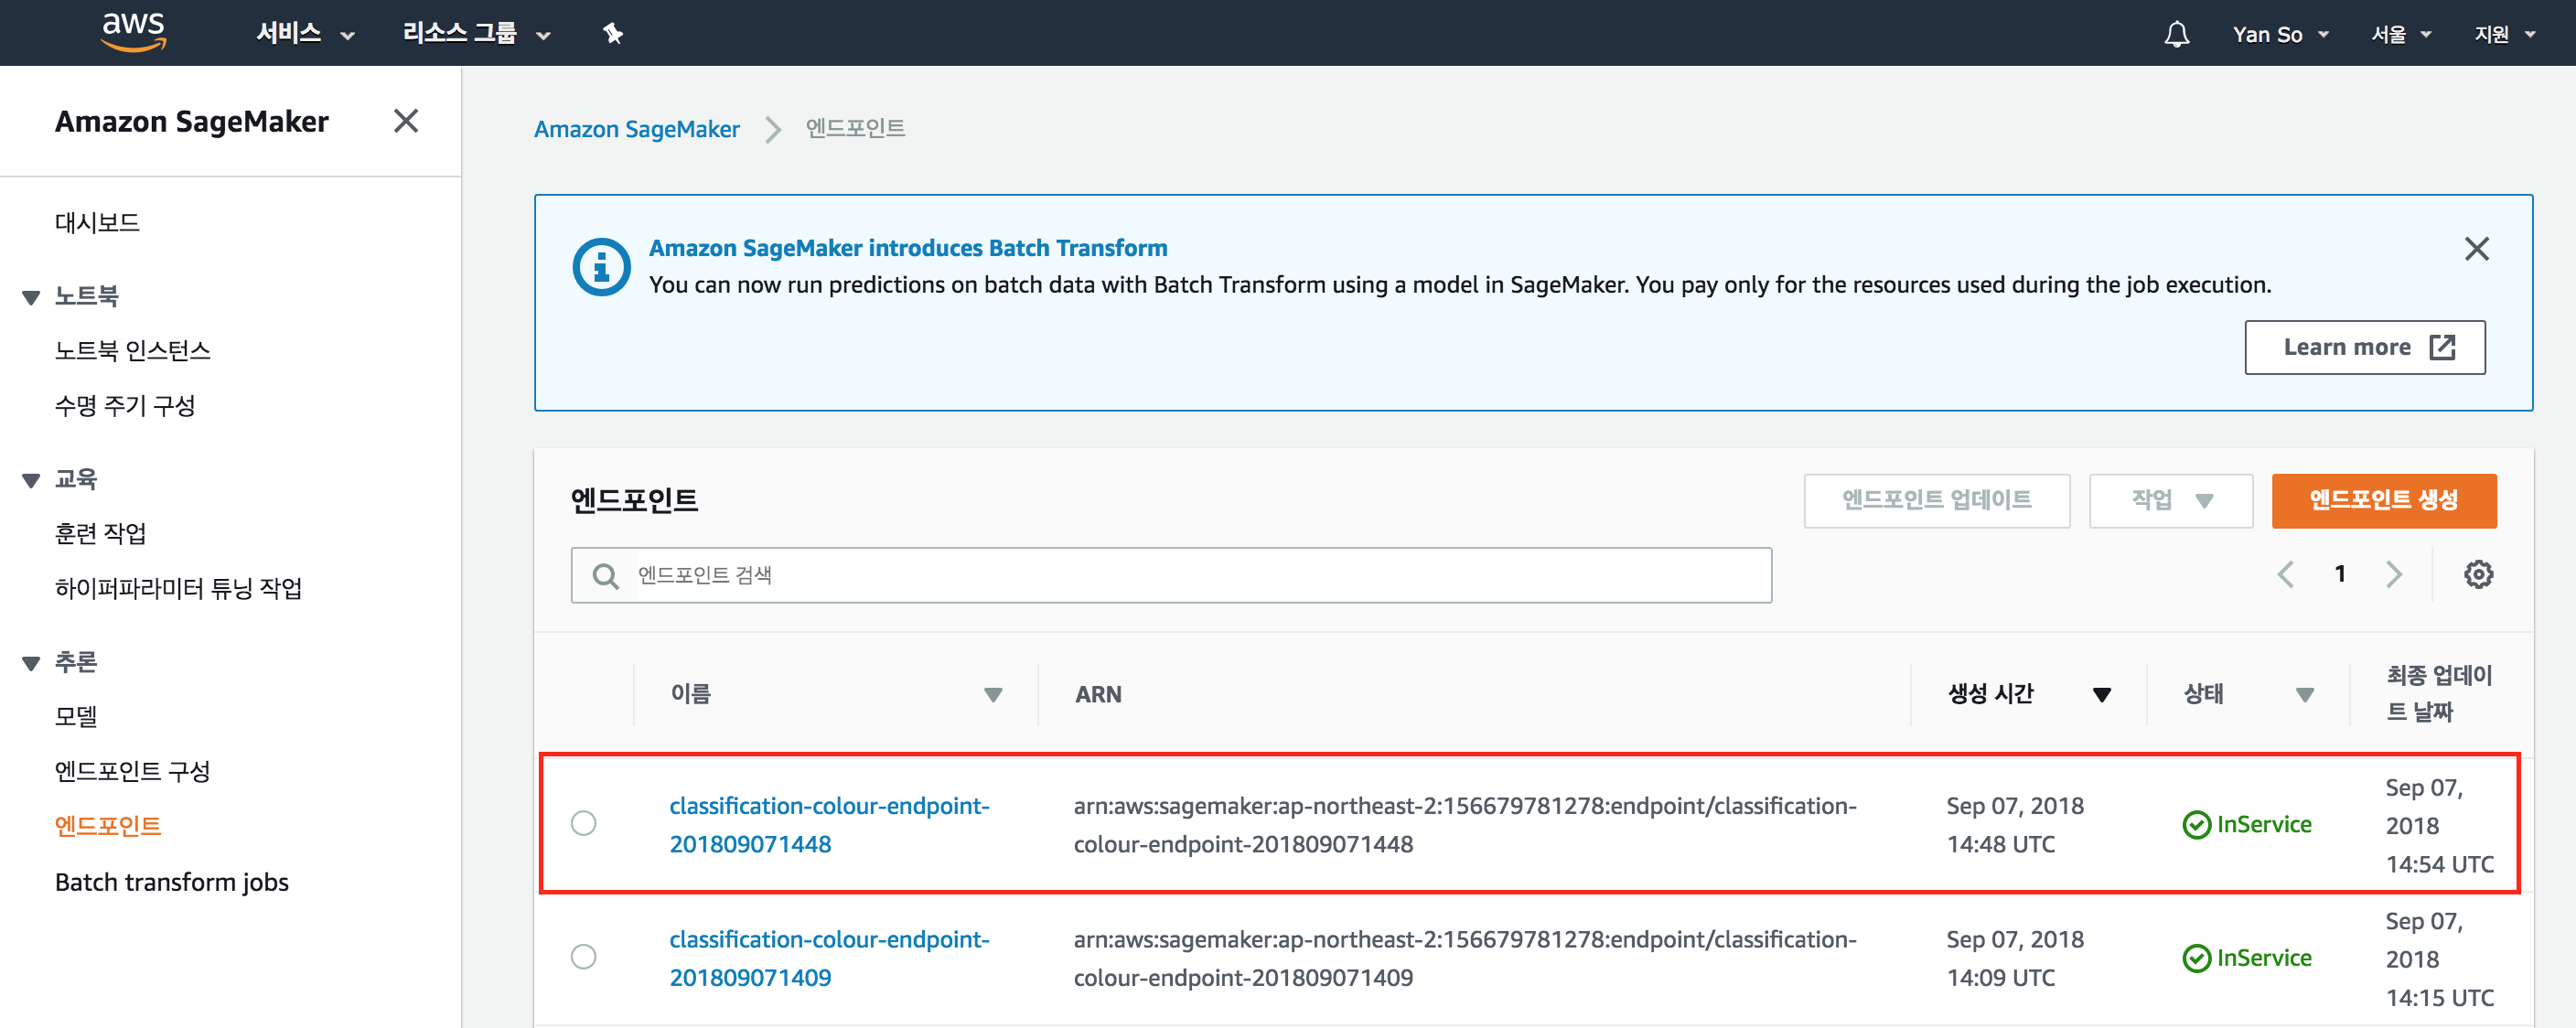 aws 서비스 리소스 그룹 Yan So 서울 지원
Amazon SageMaker
대시보드
노트북
노트북 인스턴스
수명 주기 구성
교육
훈련 작업
하이퍼파라미터 튜닝 작업
추론
모델
엔드포인트 구성
엔드포인트
Batch transform jobs
Amazon SageMaker 엔드포인트
Amazon SageMaker introduces Batch Transform
You can now run predictions on batch data with Batch Transform using a model in SageMaker. You pay only for the resources used during the job execution.
Learn more
엔드포인트 엔드포인트 업데이트 작업 엔드포인트 생성
엔드포인트 검색 1
이름 ARN 생성 시간 상태 최종 업데이
트 날짜
classification-colour-endpoint-
201809071448
arn:aws:sagemaker:ap-northeast-2:156679781278:endpoint/classification-
colour-endpoint-201809071448
Sep 07, 2018
14:48 UTC
InService
Sep 07,
2018
14:54 UTC
classification-colour-endpoint-
201809071409
arn:aws:sagemaker:ap-northeast-2:156679781278:endpoint/classification-
colour-endpoint-201809071409
Sep 07, 2018
14:09 UTC
InService
Sep 07,
2018
14:15 UTC